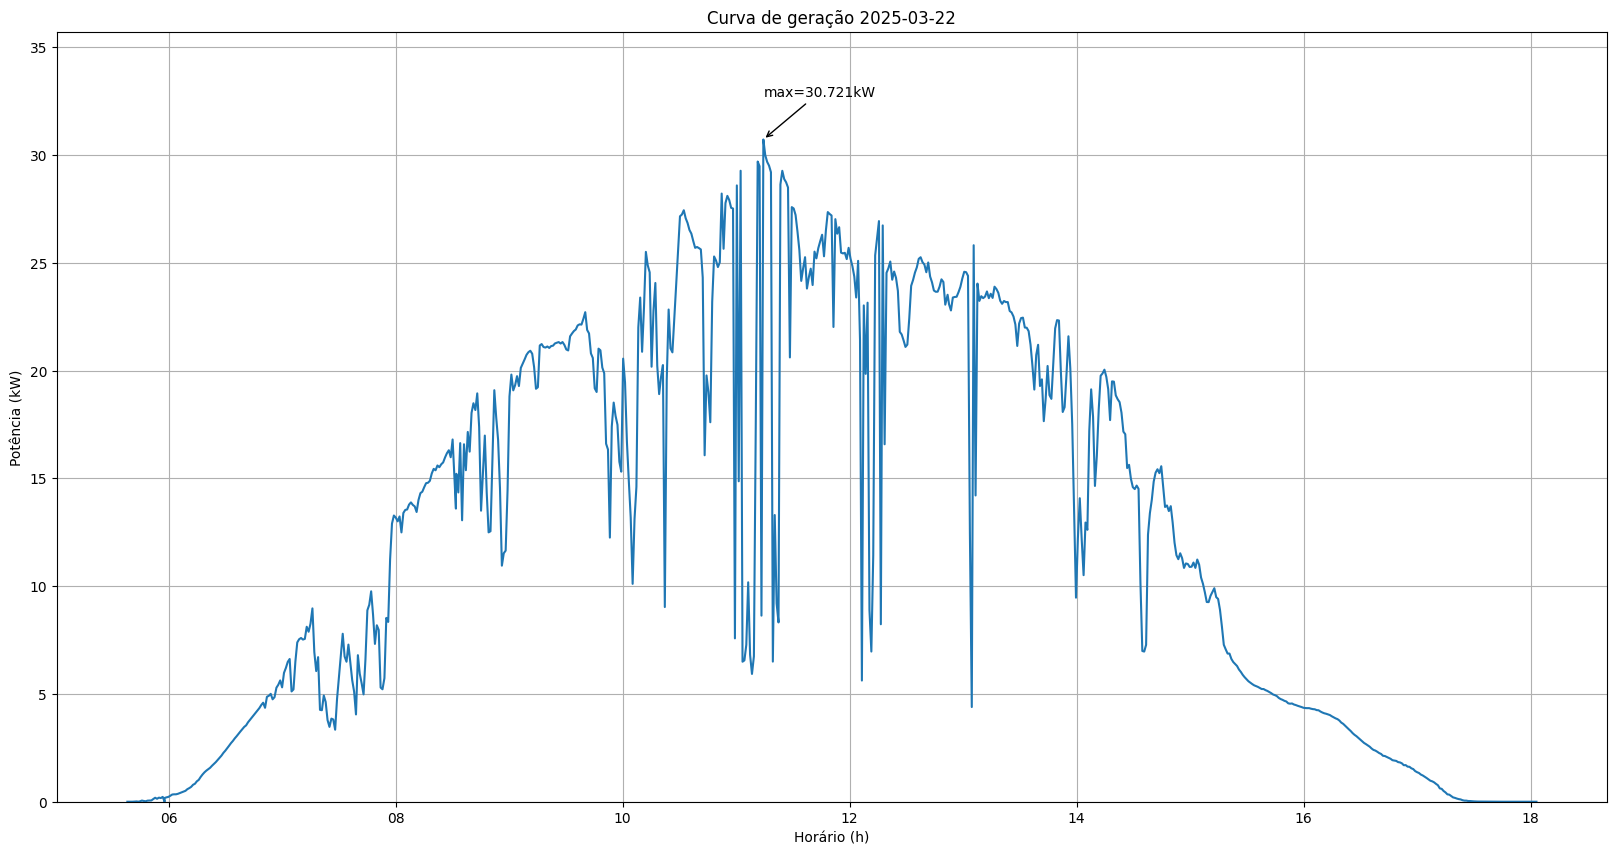 Curva de geração 2025-03-22
35
30
25
20
15
10
5
0
Potência (kW)
max=30.721kW
06 08 10 12 14 16 18
Horário (h)